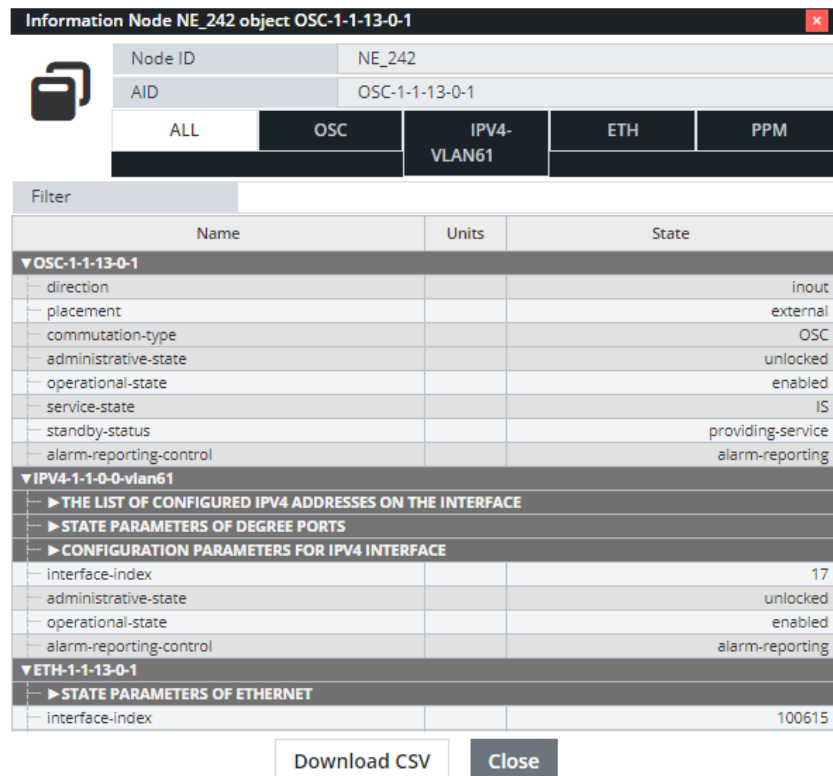 Information Node NE_242 object OSC-1-1-13-0-1 ×
Node ID NE_242
AID OSC-1-1-13-0-1
ALL OSC IPV4- ETH PPM
VLAN61
Filter
Name Units State
▼OSC-1-1-13-0-1
direction inout
placement external
commutation-type OSC
administrative-state unlocked
operational-state enabled
service-state IS
standby-status providing-service
alarm-reporting-control alarm-reporting
▼IPV4-1-1-0-0-vlan61
►THE LIST OF CONFIGURED IPV4 ADDRESSES ON THE INTERFACE
►STATE PARAMETERS OF DEGREE PORTS
►CONFIGURATION PARAMETERS FOR IPV4 INTERFACE
interface-index 17
administrative-state unlocked
operational-state enabled
alarm-reporting-control alarm-reporting
▼ETH-1-1-13-0-1
►STATE PARAMETERS OF ETHERNET
interface-index 100615
Download CSV Close